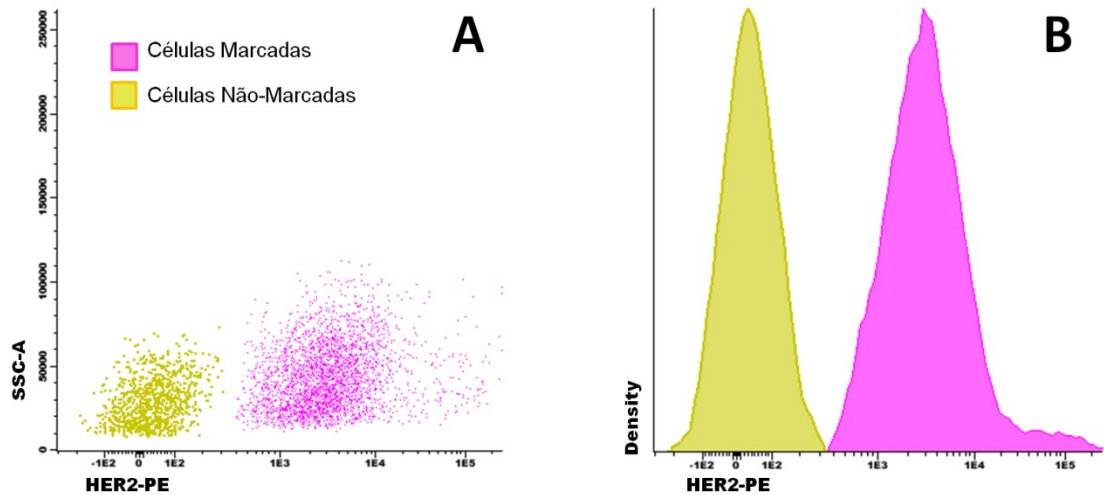 A
Células Marcadas
Células Não-Marcadas
250000
200000
150000
100000
50000
0
SSC-A
-1E2 0 1E2 1E3 1E4 1E5
HER2-PE
B
Density
-1E2 0 1E2 1E3 1E4 1E5
HER2-PE